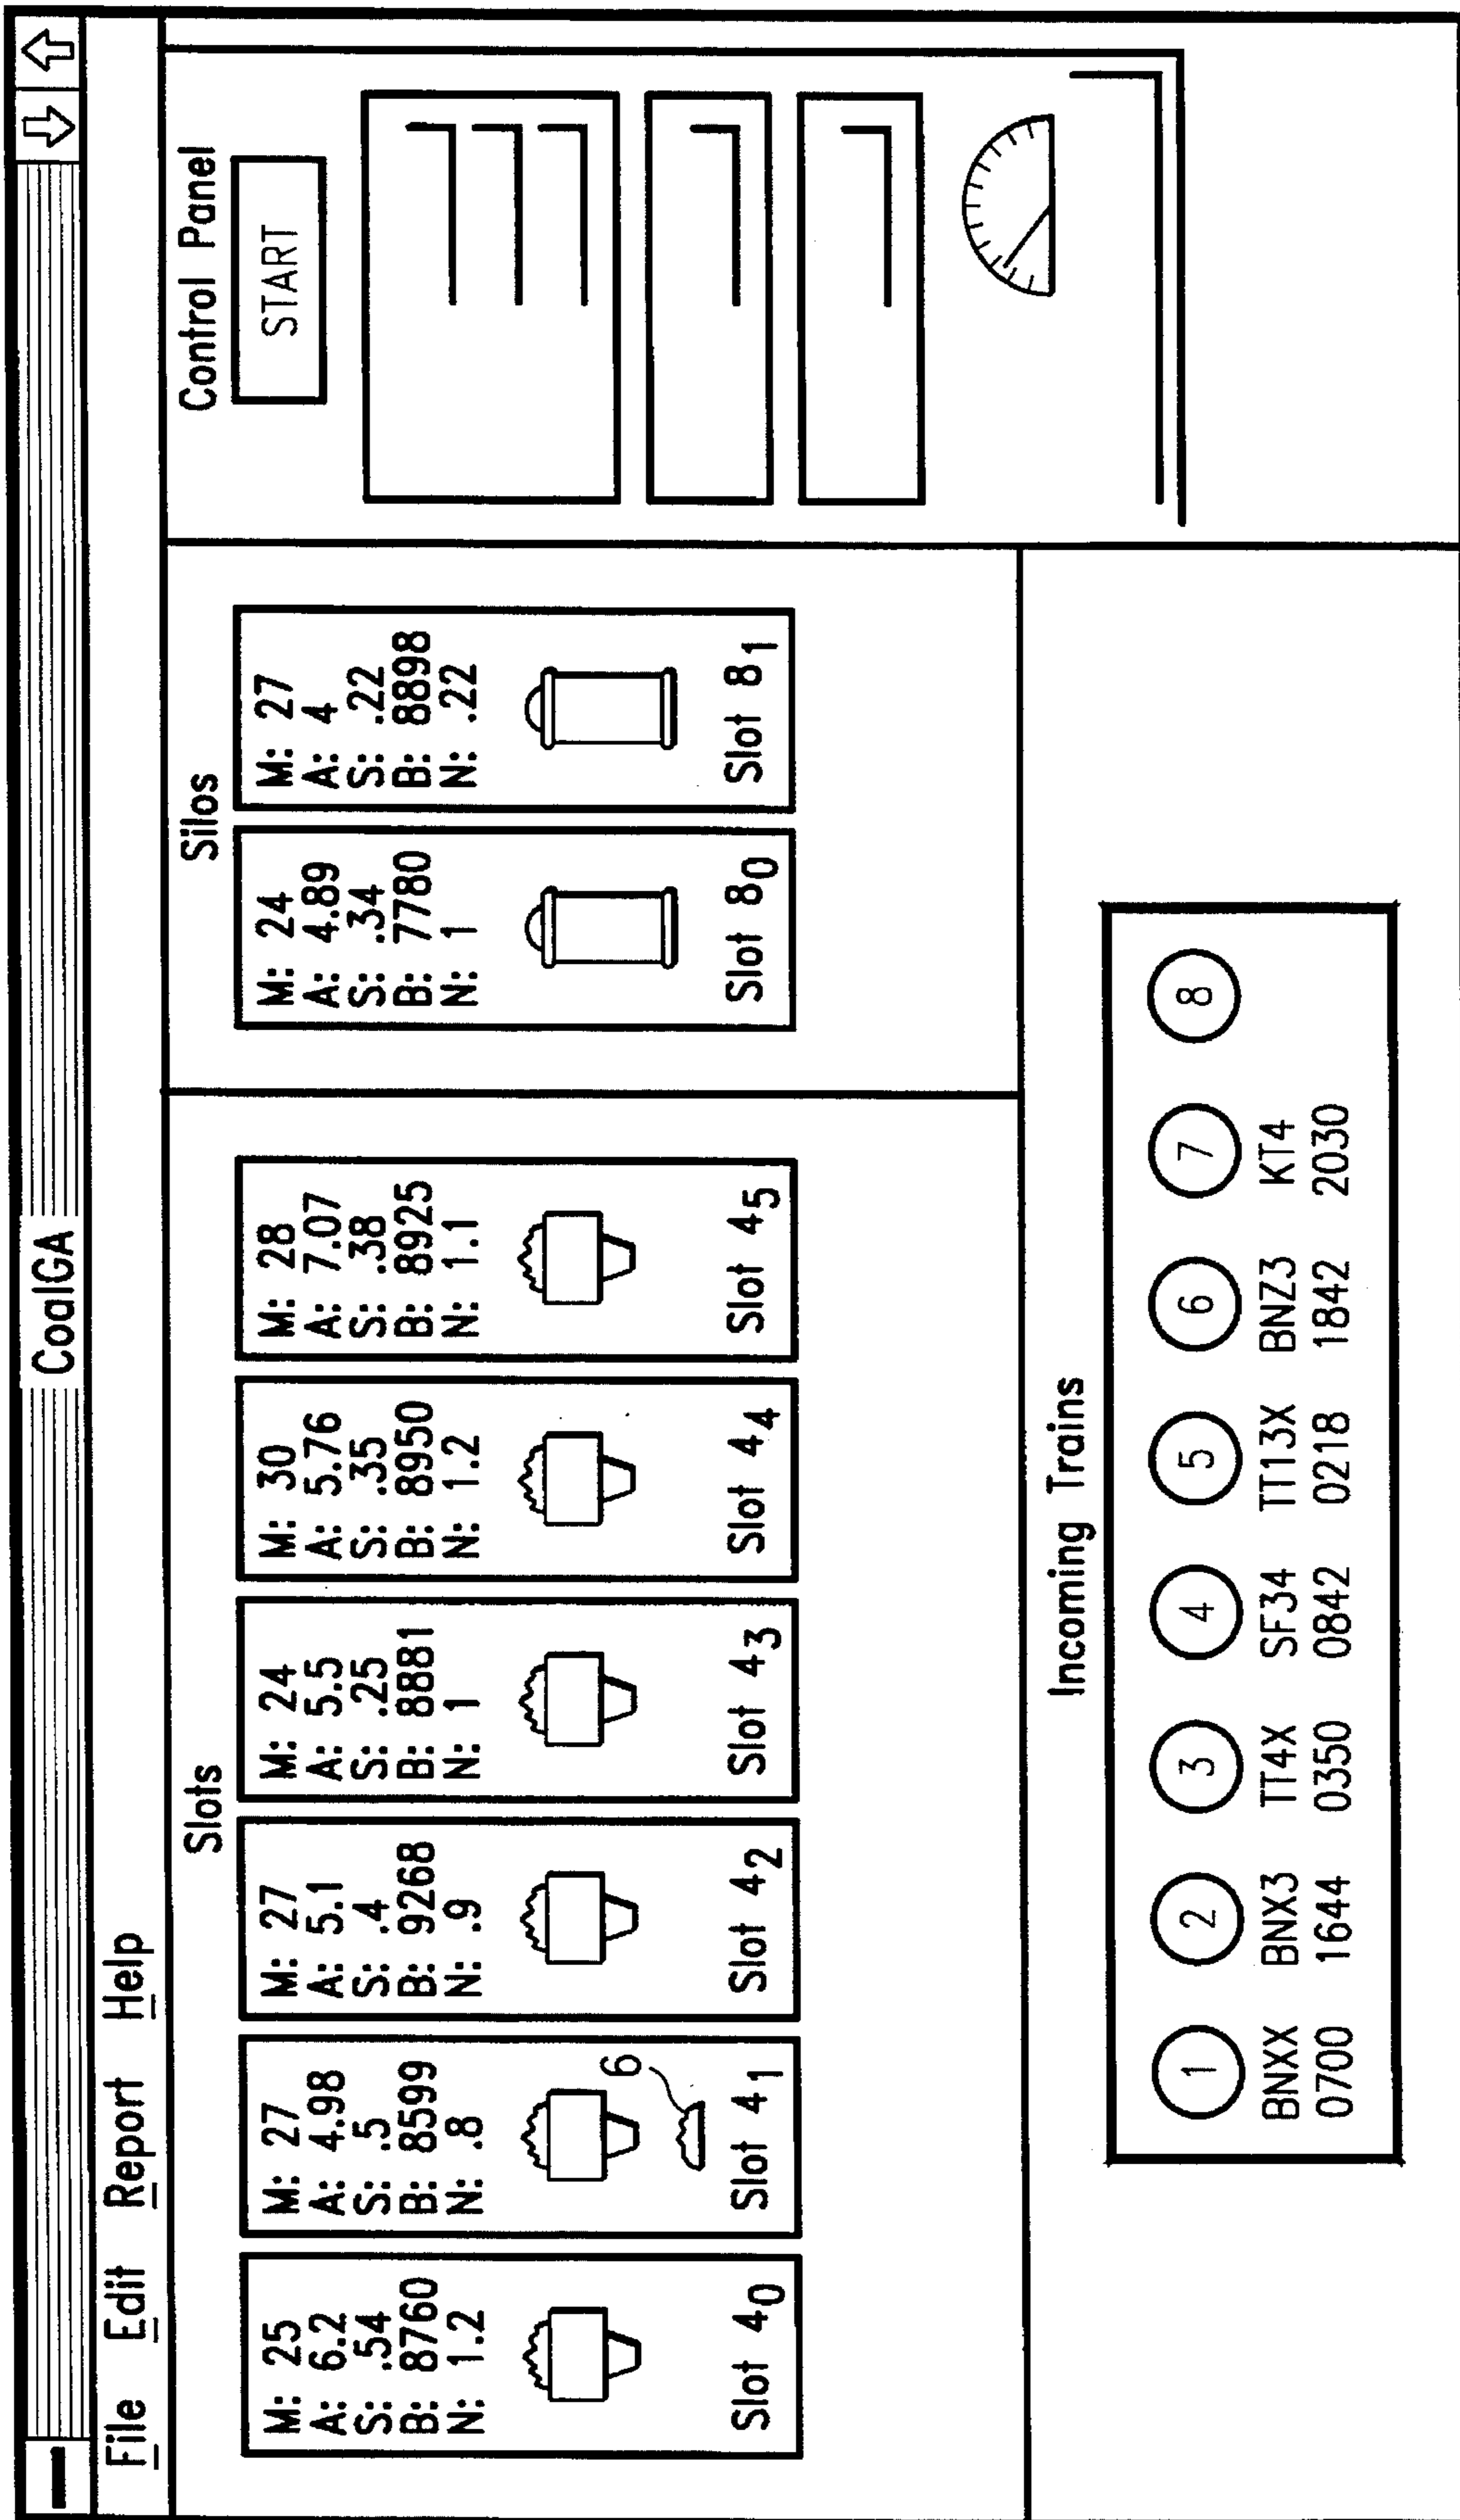 CoalGA
File Edit Report Help
Slots
M: 25
A: 6.2
S: .54
B: 8760
N: 1.2
Slot 4₀
M: 27
A: 4.98
S: .5
B: 8599
N: .8
6
Slot 4₁
M: 27
A: 5.1
S: .4
B: 9268
N: .9
Slot 4₂
M: 24
A: 5.5
S: .25
B: 8881
N: 1
Slot 4₃
M: 30
A: 5.76
S: .35
B: 8950
N: 1.2
Slot 4₄
M: 28
A: 7.07
S: .38
B: 8925
N: 1.1
Slot 4₅
Silos
M: 24
A: 4.89
S: .34
B: 7780
N: 1
Slot 8₀
M: 27
A: 4
S: .22
B: 8898
N: .22
Slot 8₁
Control Panel
START
Incoming Trains
1 2 3 4 5 6 7 8
BNXX BNX3 TT4X SF34 TT13X BNZ3 KT4
0700 1644 0350 0842 0218 1842 2030